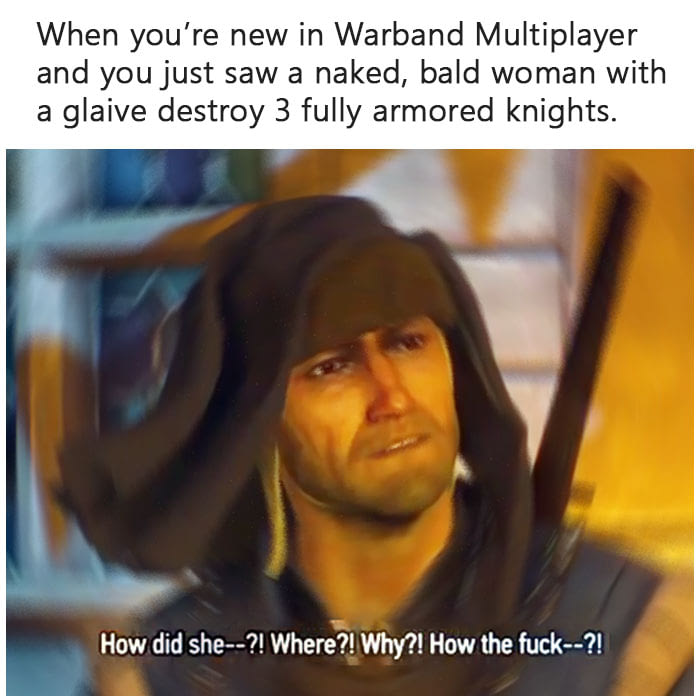 When you’re new in Warband Multiplayer
and you just saw a naked, bald woman with
a glaive destroy 3 fully armored knights.
How did she--?! Where?! Why?! How the fuck--?!